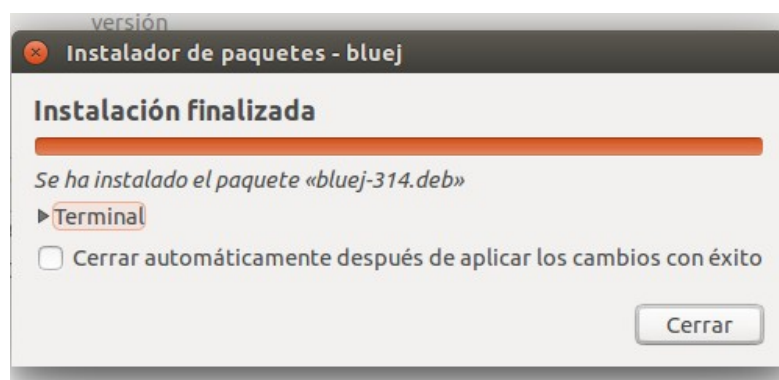 versión
Instalador de paquetes - bluej
Instalación finalizada
Se ha instalado el paquete «bluej-314.deb»
Terminal
Cerrar automáticamente después de aplicar los cambios con éxito
Cerrar